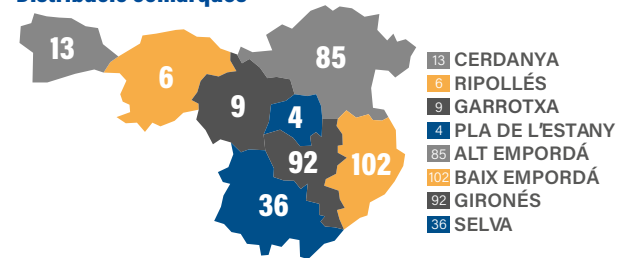 Distribució comarques
13
6
85
9
4
92
102
36
13 CERDANYA
6 RIPOLLÉS
9 GARROTXA
4 PLA DE L'ESTANY
85 ALT EMPORDÁ
102 BAIX EMPORDÁ
92 GIRONÉS
36 SELVA